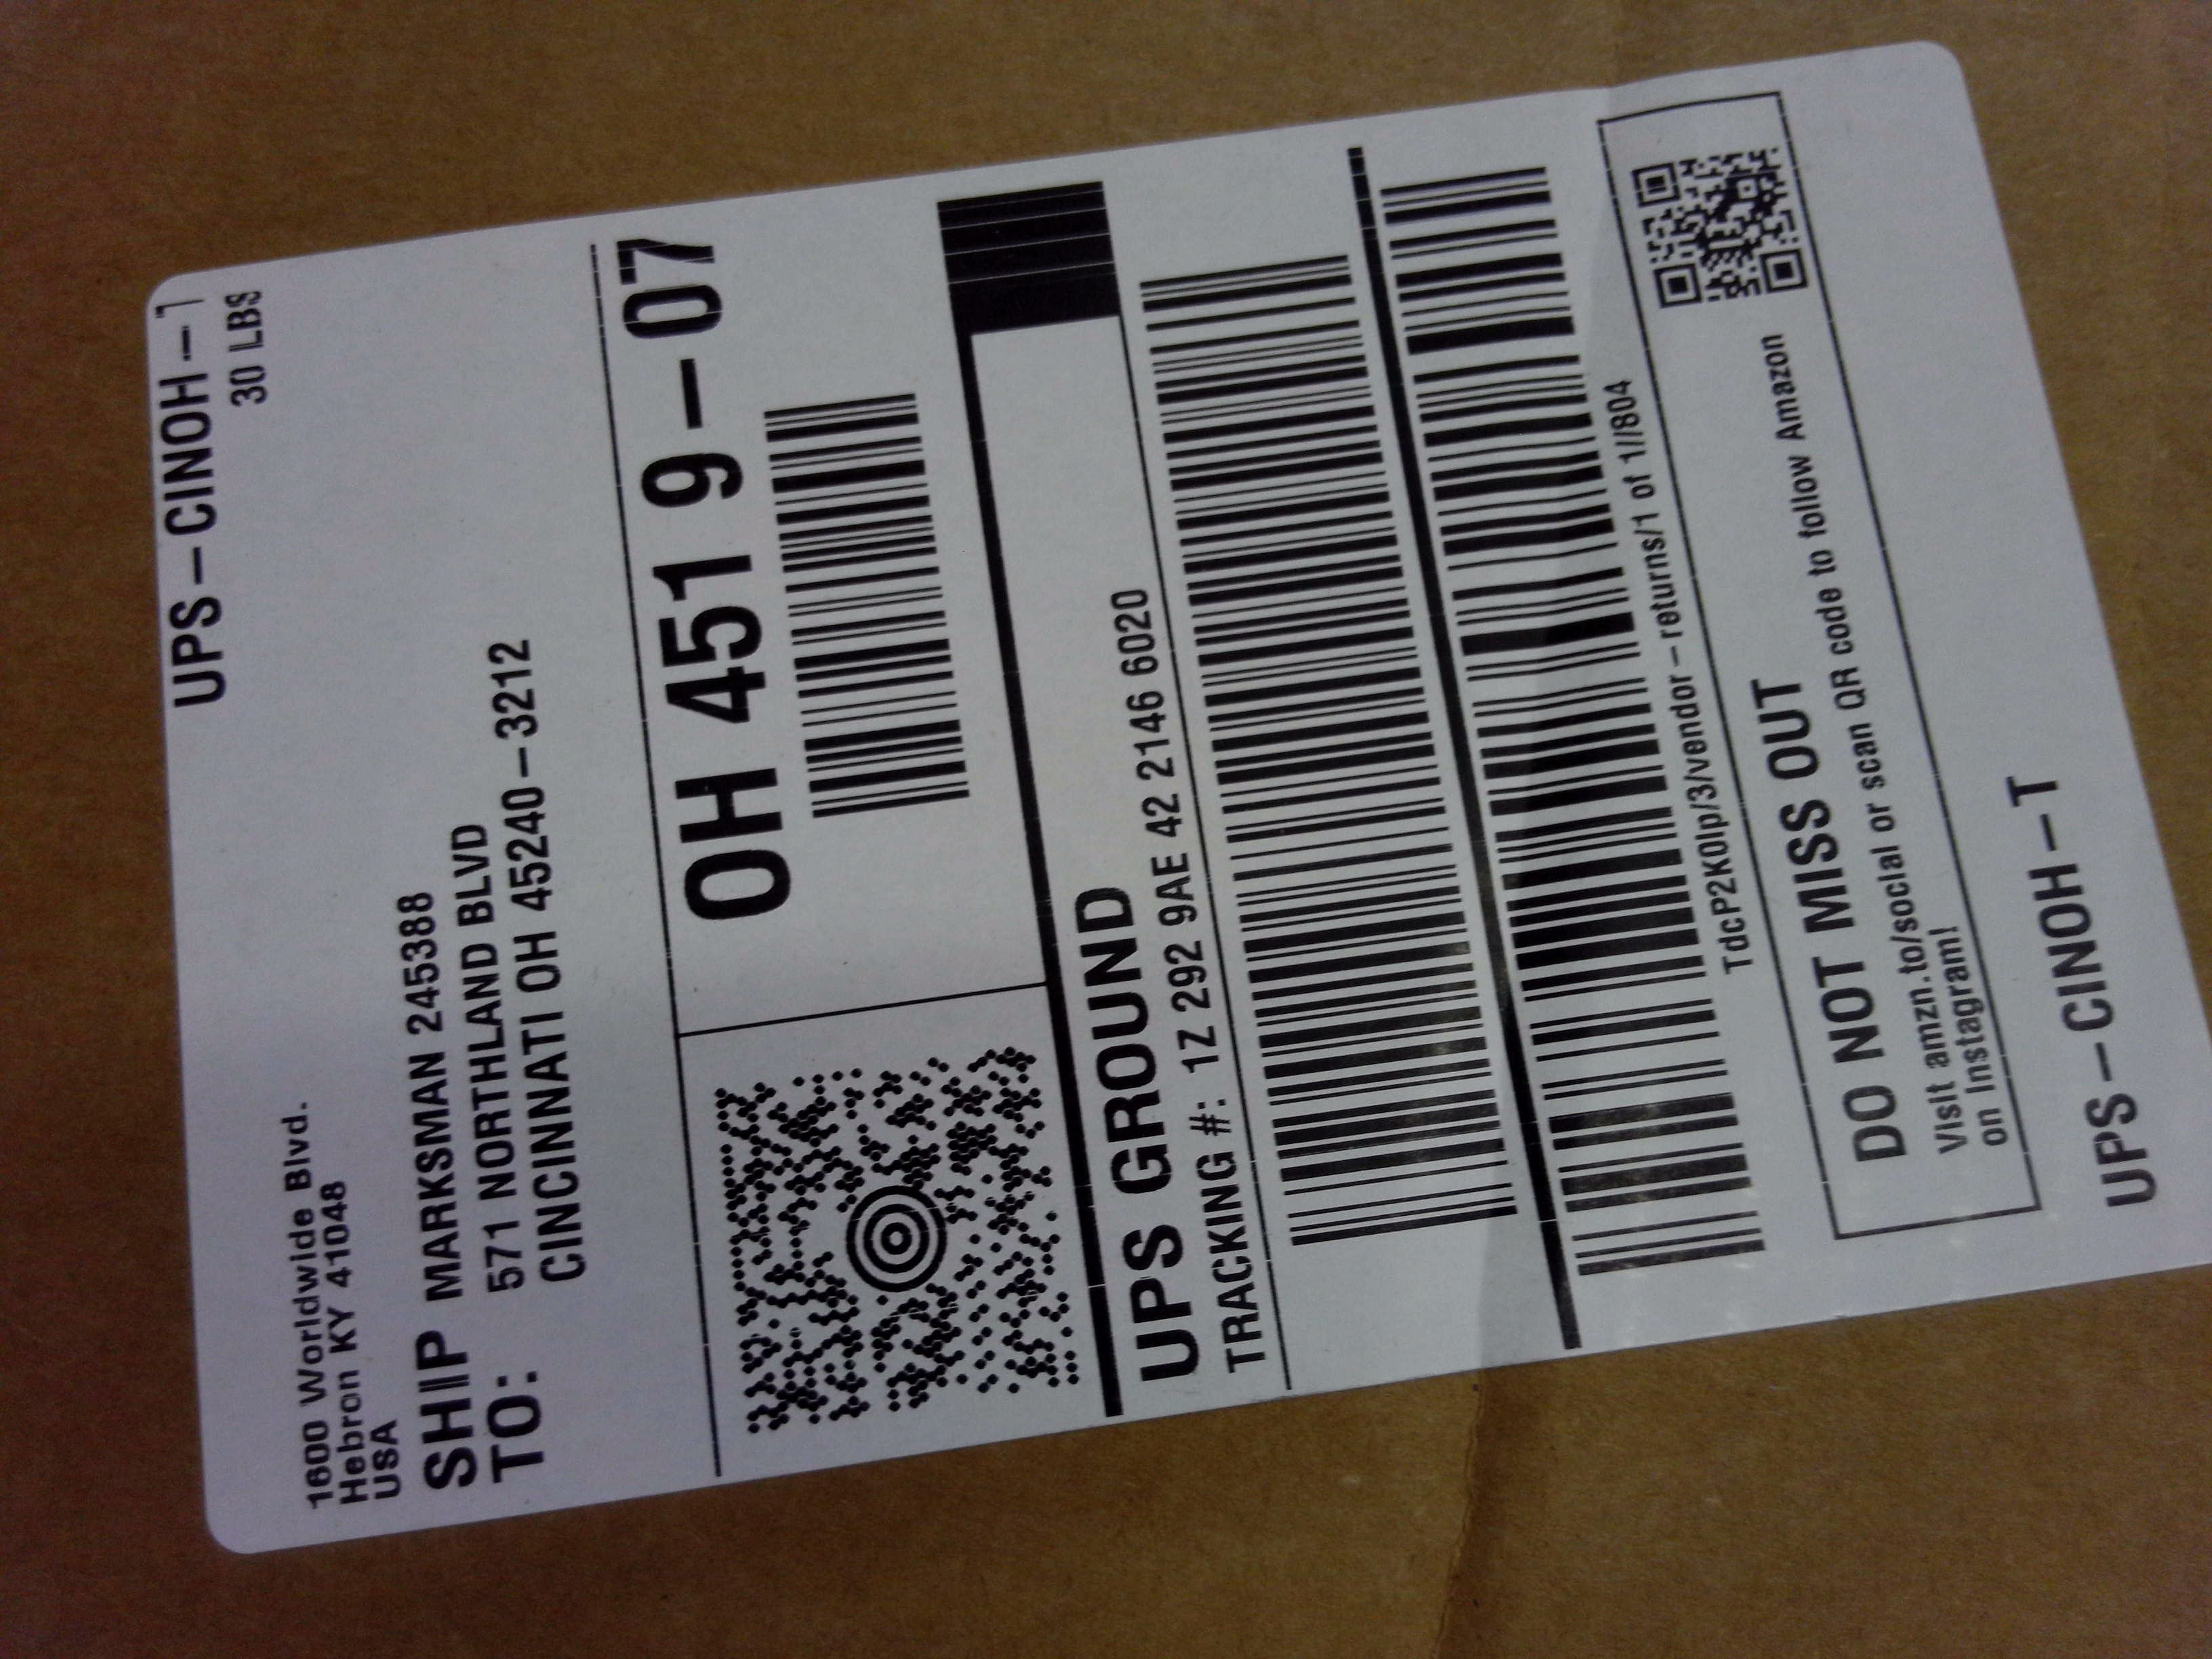 UPS-CINOH-T
30 LBS
1600 Worldwide Blvd.
Hebron KY 41048
USA
SHIP TO: MARKSMAN 245388
571 NORTHLAND BLVD
CINCINNATI OH 45240-3212
OH 451 9-07
UPS GROUND
TRACKING #: 1Z 292 9AE 42 2146 6020
TdcP2K0lp/3/vendor-returns/1 of 1//804
DO NOT MISS OUT
Visit amzn.to/social or scan QR code to follow Amazon
on Instagram!
UPS-CINOH-T